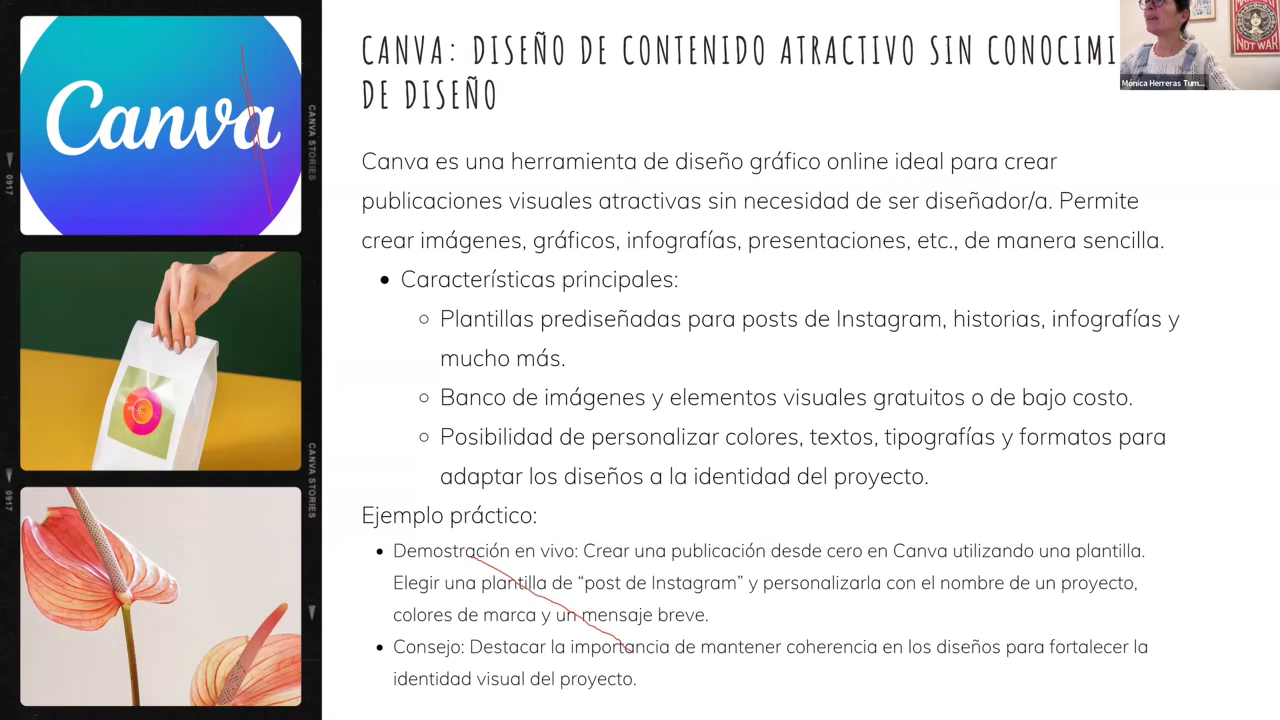 CANVA: DISEÑO DE CONTENIDO ATRACTIVO SIN CONOCIMI
DE DISEÑO
Mónica Herreras Tum...
NOT WAR
Canva
CANVA STORIES
0917
CANVA STORIES
0917
Canva es una herramienta de diseño gráfico online ideal para crear
publicaciones visuales atractivas sin necesidad de ser diseñador/a. Permite
crear imágenes, gráficos, infografías, presentaciones, etc., de manera sencilla.
• Características principales:
○ Plantillas prediseñadas para posts de Instagram, historias, infografías y
mucho más.
○ Banco de imágenes y elementos visuales gratuitos o de bajo costo.
○ Posibilidad de personalizar colores, textos, tipografías y formatos para
adaptar los diseños a la identidad del proyecto.
Ejemplo práctico:
• Demostración en vivo: Crear una publicación desde cero en Canva utilizando una plantilla.
Elegir una plantilla de “post de Instagram” y personalizarla con el nombre de un proyecto,
colores de marca y un mensaje breve.
• Consejo: Destacar la importancia de mantener coherencia en los diseños para fortalecer la
identidad visual del proyecto.